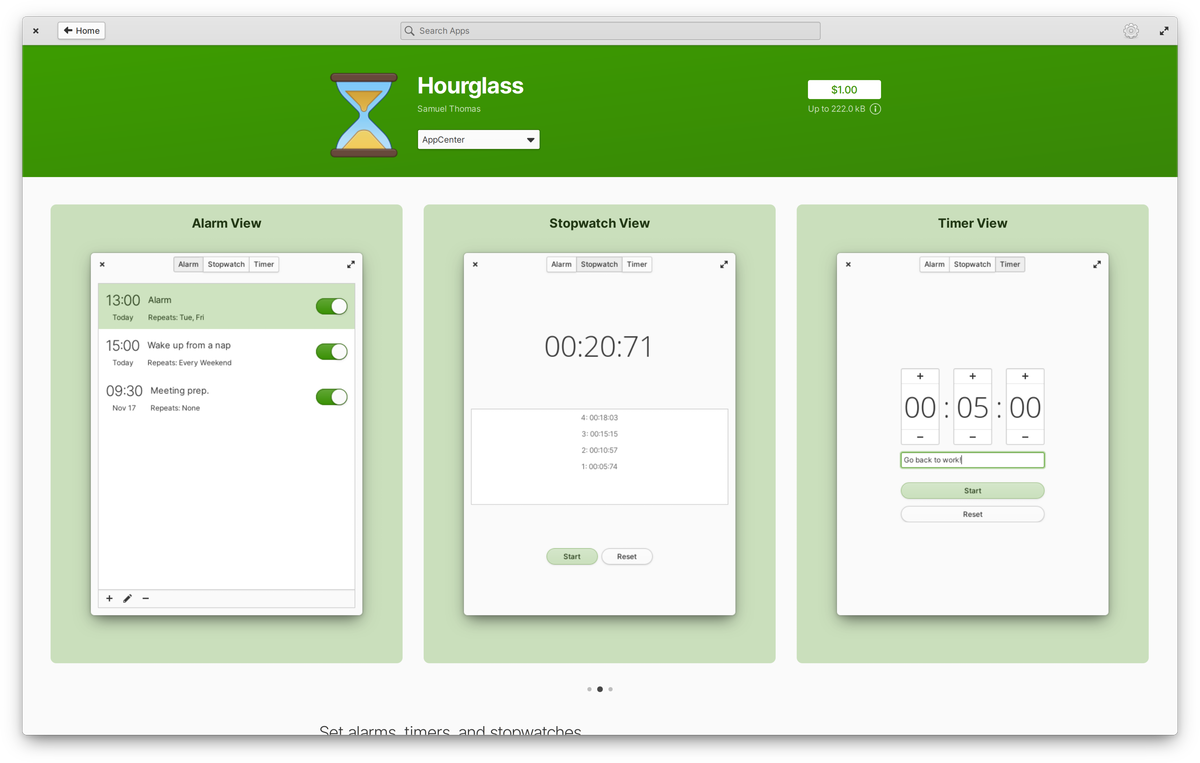 Home
Search Apps
Hourglass
Samuel Thomas
AppCenter
$1.00
Up to 222.0 kB
Alarm View
Alarm Stopwatch Timer
13:00 Alarm
Today Repeats: Tue, Fri
15:00 Wake up from a nap
Today Repeats: Every Weekend
09:30 Meeting prep.
Nov 17 Repeats: None
Stopwatch View
Alarm Stopwatch Timer
00:20:71
4: 00:18:03
3: 00:15:15
2: 00:10:57
1: 00:05:74
Start Reset
Timer View
Alarm Stopwatch Timer
+ + +
00 : 05 : 00
− − −
Go back to work!
Start
Reset
Set alarms, timers, and stopwatches